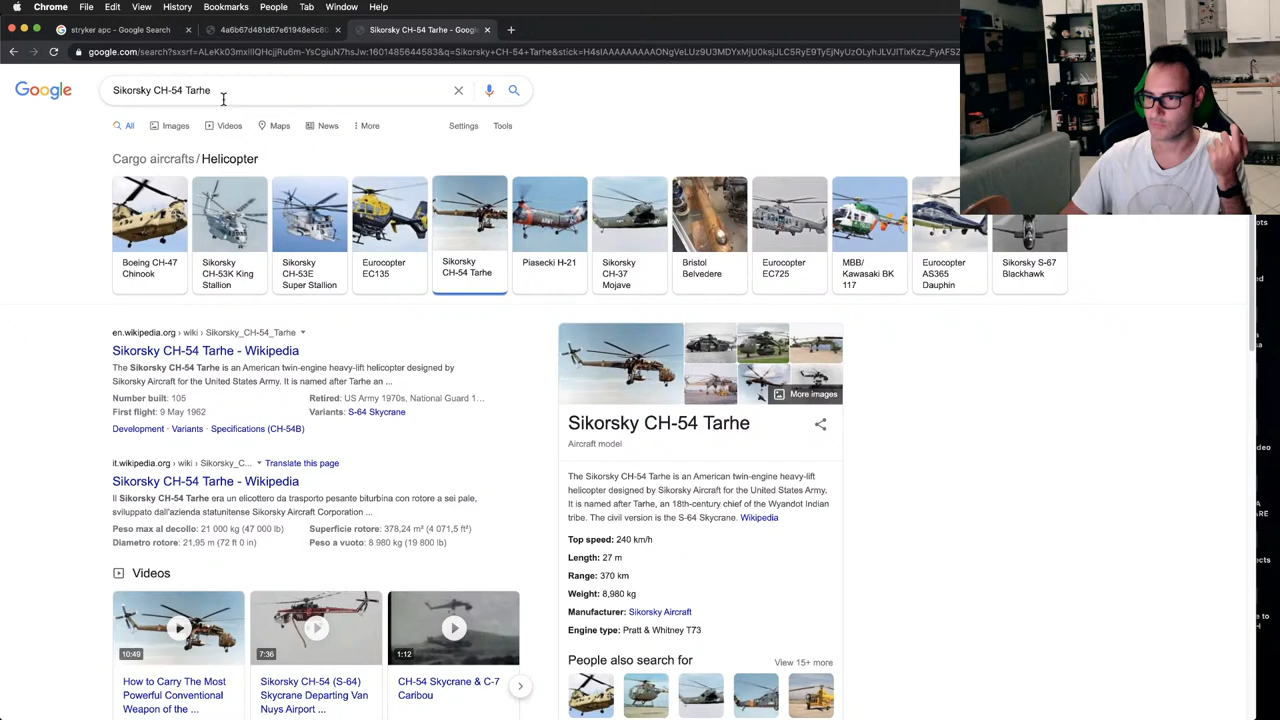 Chrome File Edit View History Bookmarks People Tab Window Help
stryker apc - Google Search
4a6b67d481d67e61948e5c80
Sikorsky CH-54 Tarhe - Google
Google
Sikorsky CH-54 Tarhe
All Images Videos Maps News More Settings Tools
Cargo aircrafts / Helicopter
Boeing CH-47 Chinook
Sikorsky CH-53K King Stallion
Sikorsky CH-53E Super Stallion
Eurocopter EC135
Sikorsky CH-54 Tarhe
Piasecki H-21
Sikorsky CH-37 Mojave
Bristol Belvedere
Eurocopter EC725
MBB/ Kawasaki BK 117
Eurocopter AS365 Dauphin
Sikorsky S-67 Blackhawk
en.wikipedia.org › wiki › Sikorsky_CH-54_Tarhe
Sikorsky CH-54 Tarhe - Wikipedia
The Sikorsky CH-54 Tarhe is an American twin-engine heavy-lift helicopter designed by
Sikorsky Aircraft for the United States Army. It is named after Tarhe an ...
Number built: 105 Retired: US Army 1970s, National Guard 1...
First flight: 9 May 1962 Variants: S-64 Skycrane
Development · Variants · Specifications (CH-54B)
it.wikipedia.org › wiki › Sikorsky_C... Translate this page
Sikorsky CH-54 Tarhe - Wikipedia
Il Sikorsky CH-54 Tarhe era un elicottero da trasporto pesante biturbina con rotore a sei pale,
sviluppato dall'azienda statunitense Sikorsky Aircraft Corporation ...
Peso max al decollo: 21 000 kg (47 000 lb) Superficie rotore: 378,24 m² (4 071,5 ft²)
Diametro rotore: 21,95 m (72 ft 0 in) Peso a vuoto: 8 980 kg (19 800 lb)
Videos
10:49
7:36
1:12
How to Carry The Most
Powerful Conventional
Weapon of the ...
Sikorsky CH-54 (S-64)
Skycrane Departing Van
Nuys Airport ...
CH-54 Skycrane & C-7
Caribou
More images
Sikorsky CH-54 Tarhe
Aircraft model
The Sikorsky CH-54 Tarhe is an American twin-engine heavy-lift
helicopter designed by Sikorsky Aircraft for the United States Army.
It is named after Tarhe, an 18th-century chief of the Wyandot Indian
tribe. The civil version is the S-64 Skycrane. Wikipedia
Top speed: 240 km/h
Length: 27 m
Range: 370 km
Weight: 8,980 kg
Manufacturer: Sikorsky Aircraft
Engine type: Pratt & Whitney T73
People also search for View 15+ more